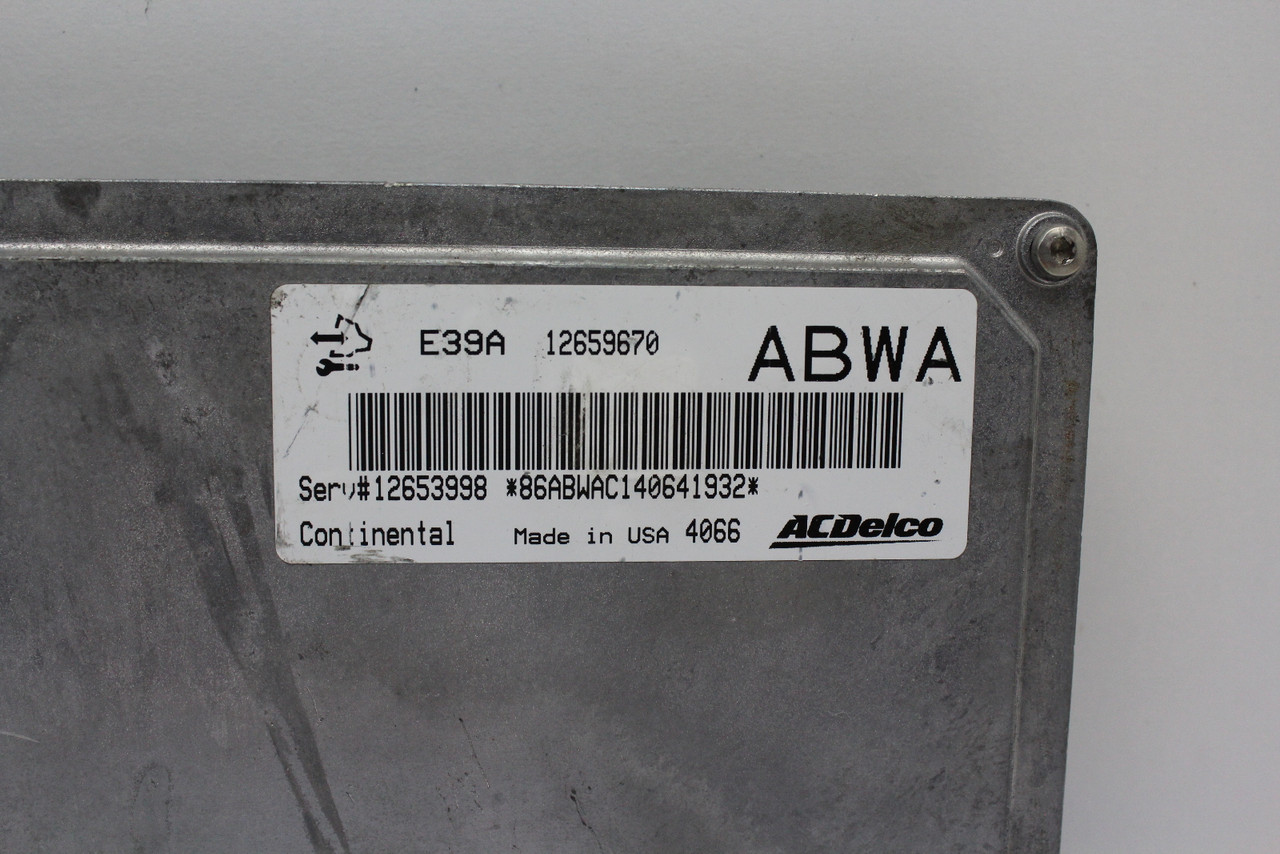 E39A 12659670 ABWA
Serv#12653998 *86ABWAC140641932*
Continental Made in USA 4066 ACDelco